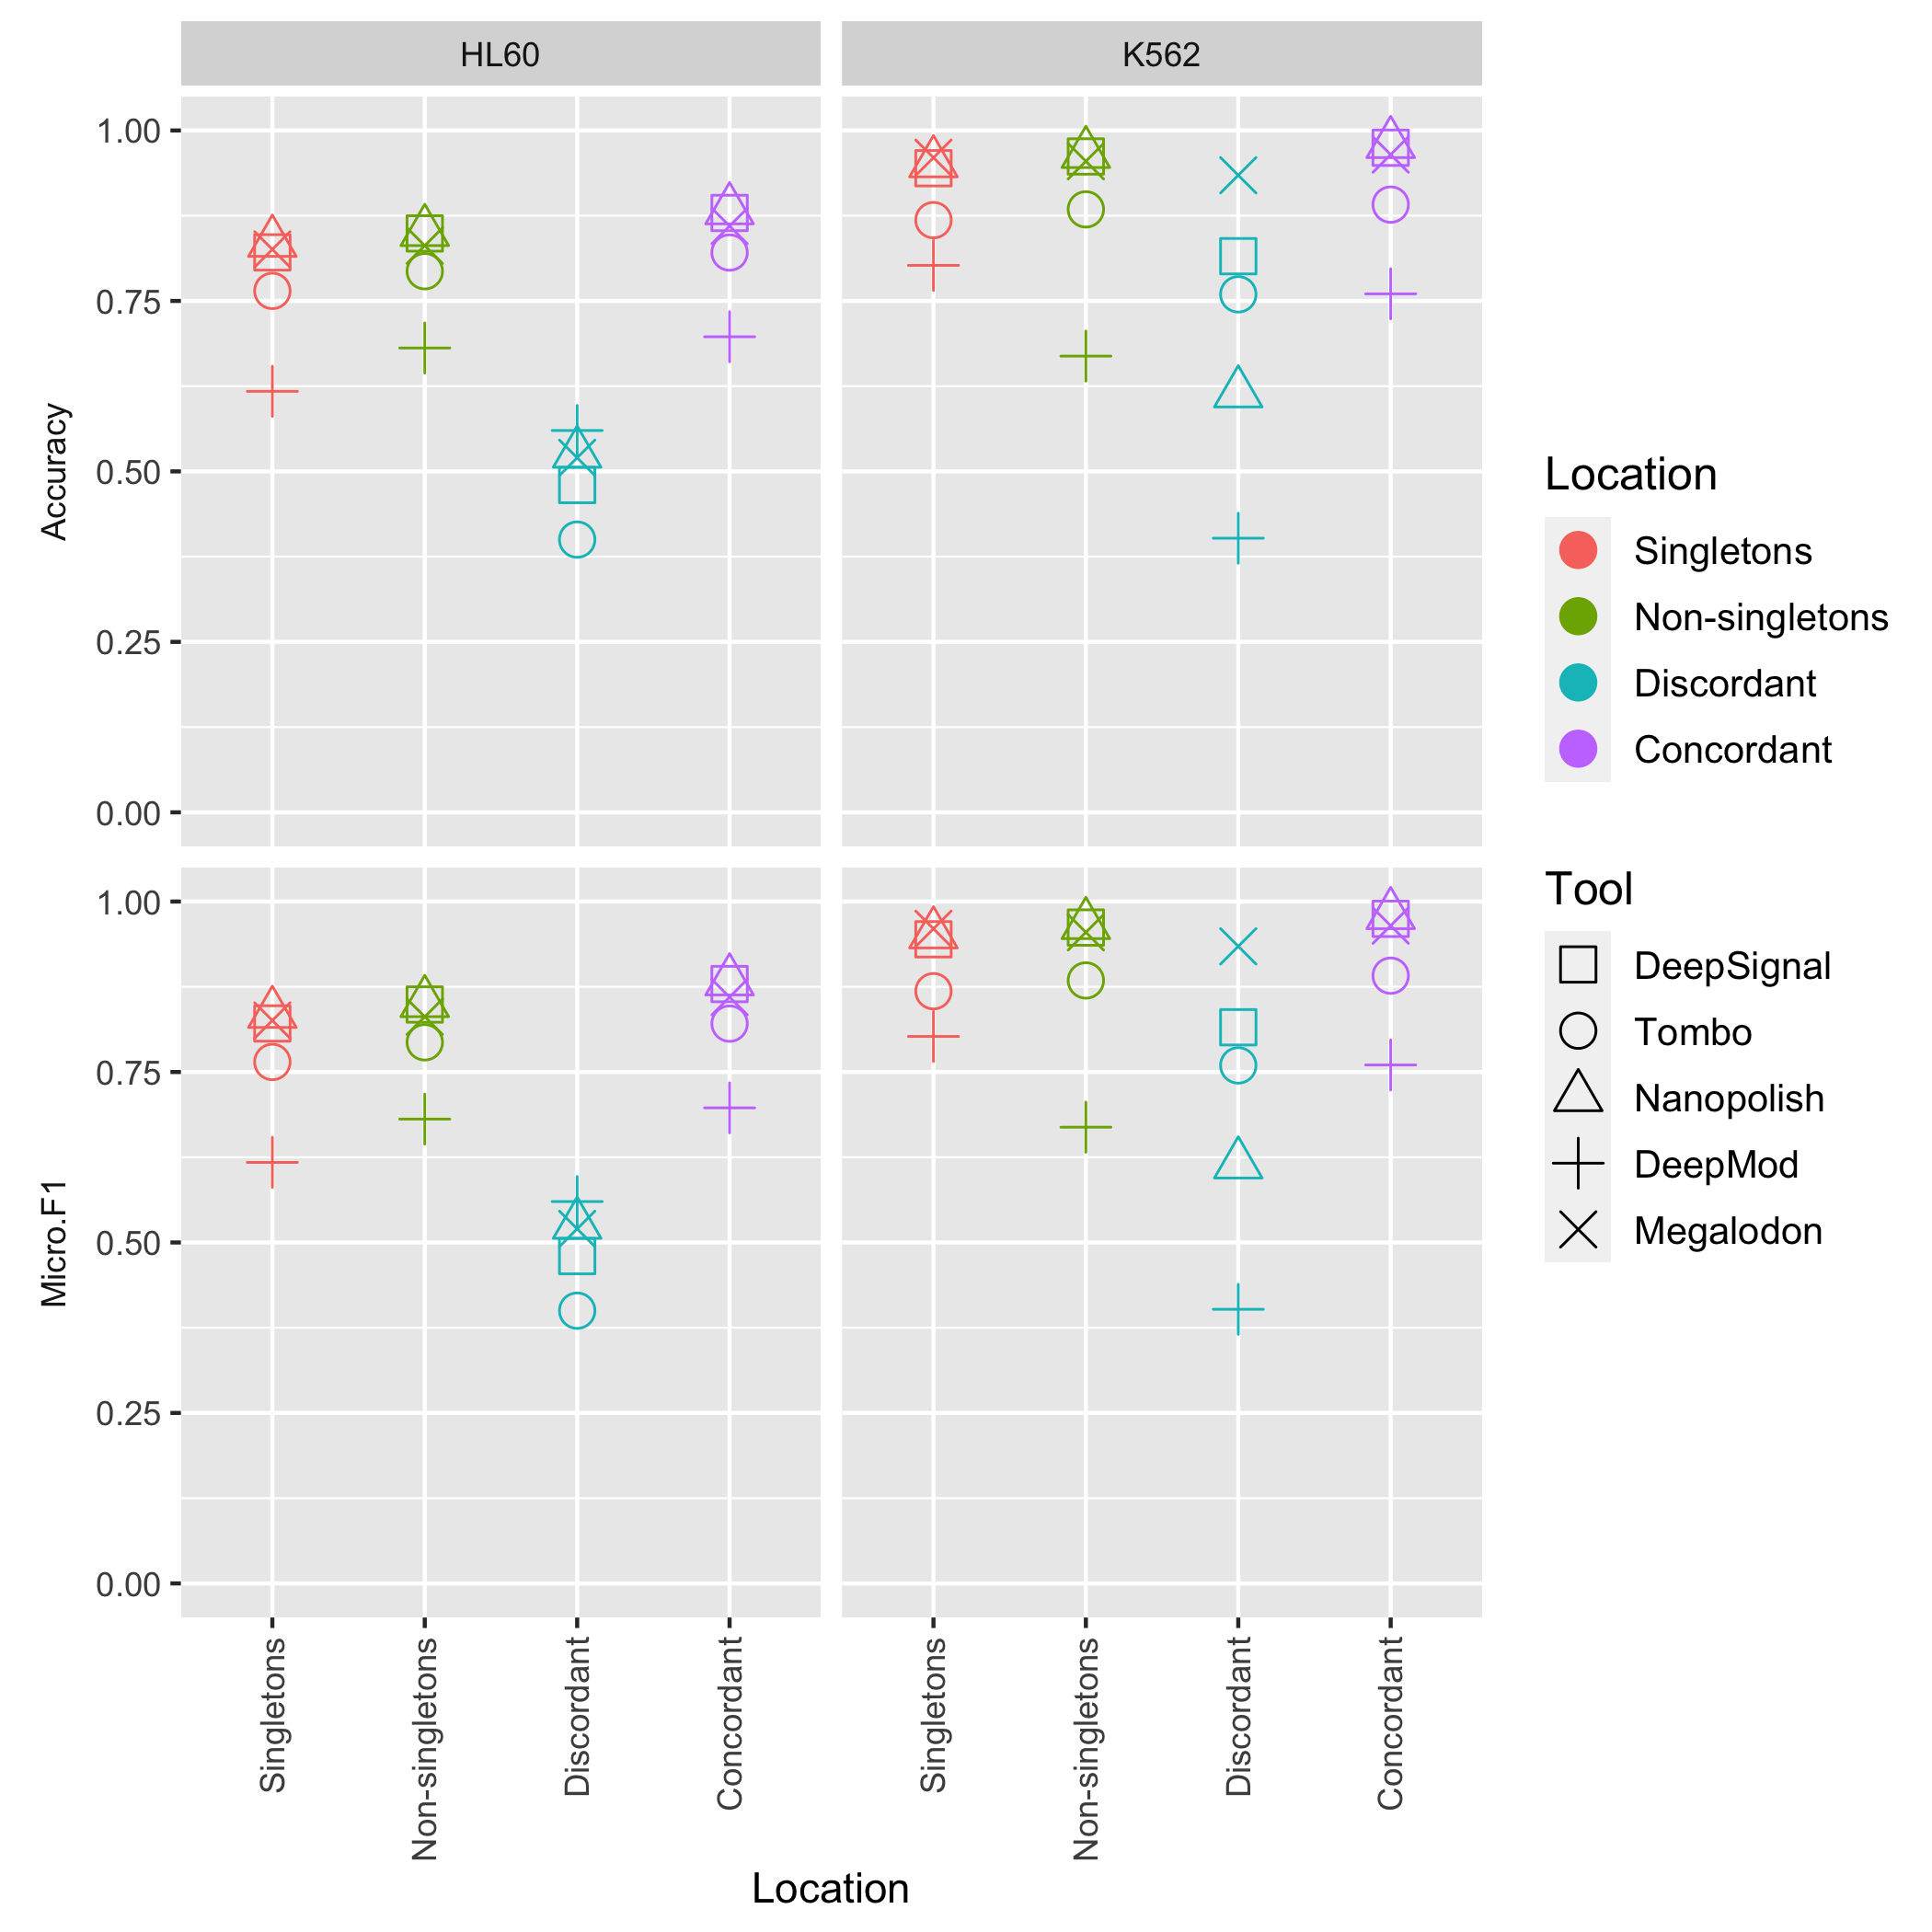 HL60
K562
Accuracy
1.00
0.75
0.50
0.25
0.00
Micro.F1
1.00
0.75
0.50
0.25
0.00
Singletons
Non-singletons
Discordant
Concordant
Singletons
Non-singletons
Discordant
Concordant
Location
Location
Singletons
Non-singletons
Discordant
Concordant
Tool
DeepSignal
Tombo
Nanopolish
DeepMod
Megalodon